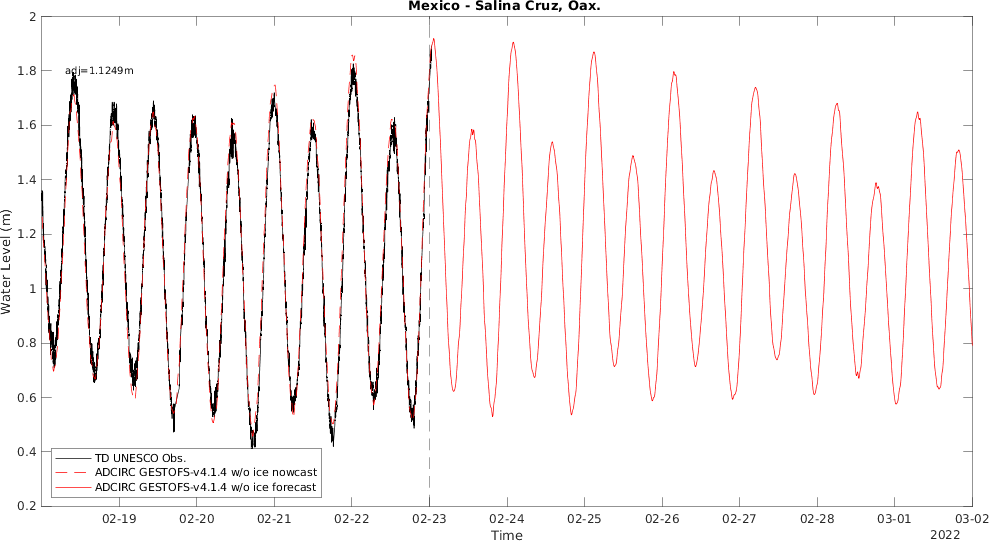 Mexico - Salina Cruz, Oax.
2
1.8
1.6
1.4
1.2
1
0.8
0.6
0.4
0.2
Water Level (m)
adj=1.1249m
TD UNESCO Obs.
ADCIRC GESTOFS-v4.1.4 w/o ice nowcast
ADCIRC GESTOFS-v4.1.4 w/o ice forecast
02-19 02-20 02-21 02-22 02-23 02-24 02-25 02-26 02-27 02-28 03-01 03-02
Time
2022